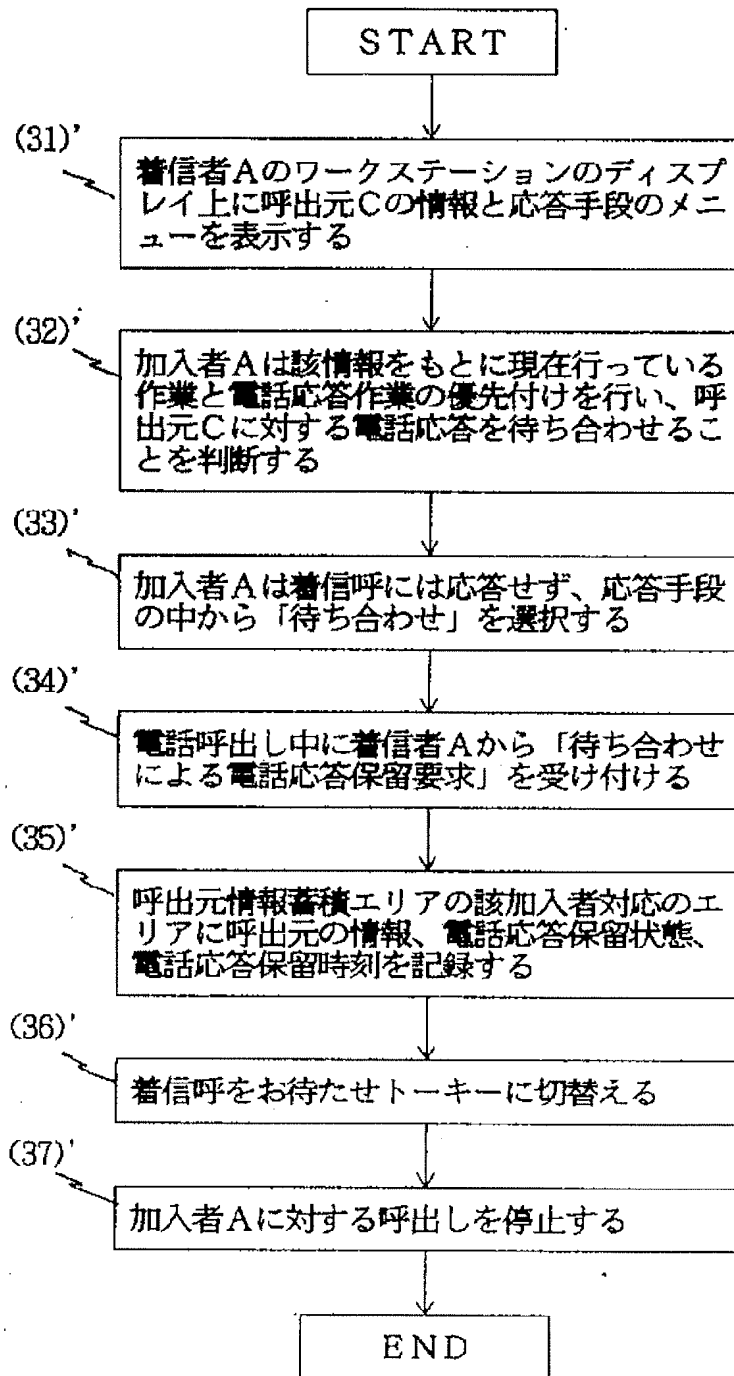 START
(31)'
着信者Aのワークステーションのディスプ
レイ上に呼出元Cの情報と応答手段のメニ
ューを表示する
(32)'
加入者Aは該情報をもとに現在行っている
作業と電話応答作業の優先付けを行い、呼
出元Cに対する電話応答を待ち合わせるこ
とを判断する
(33)'
加入者Aは着信呼には応答せず、応答手段
の中から「待ち合わせ」を選択する
(34)'
電話呼出し中に着信者Aから「待ち合わせ
による電話応答保留要求」を受け付ける
(35)'
呼出元情報蓄積エリアの該加入者対応のエ
リアに呼出元の情報、電話応答保留状態、
電話応答保留時刻を記録する
(36)'
着信呼をお待たせトーキーに切替える
(37)'
加入者Aに対する呼出しを停止する
END